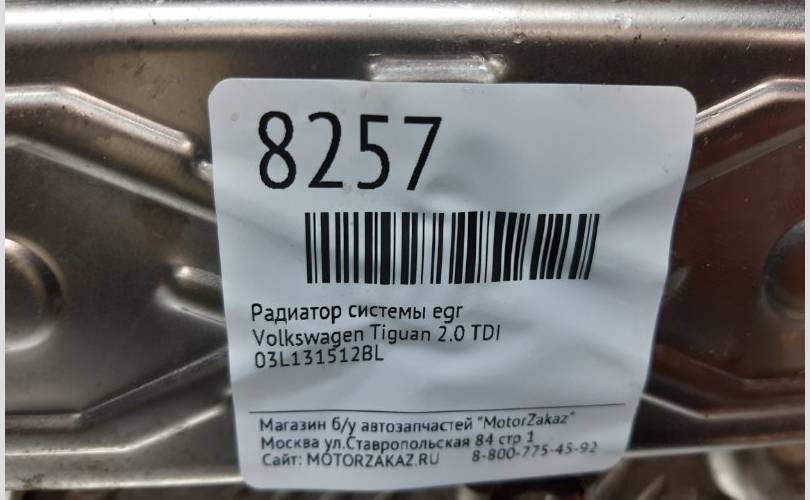 8257
Радиатор системы egr
Volkswagen Tiguan 2.0 TDI
03L131512BL
Магазин б/у автозапчастей "MotorZakaz"
Москва ул.Ставропольская 84 стр 1
Сайт: MOTORZAKAZ.RU 8-800-775-45-92